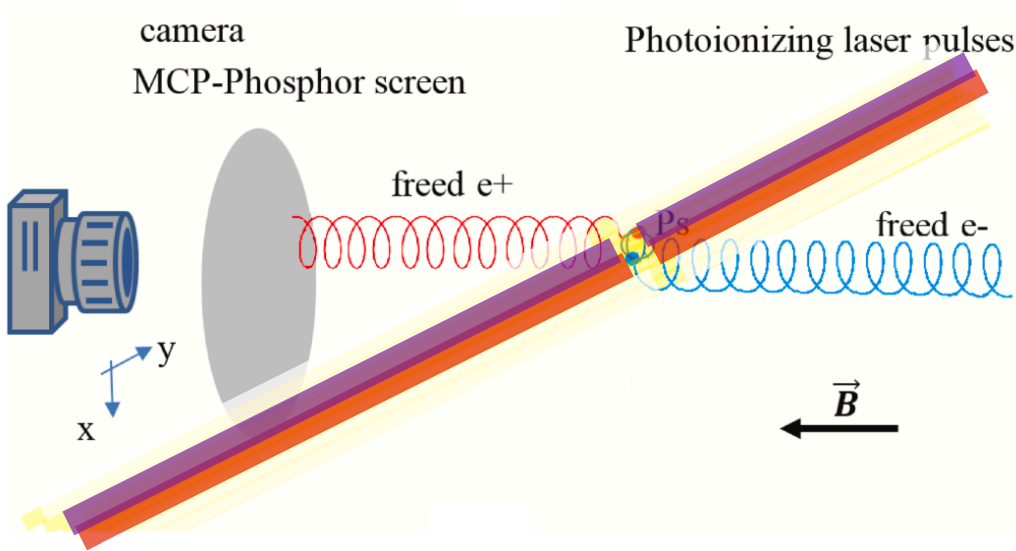 camera
MCP-Phosphor screen
Photoionizing laser pulses
freed e+
Ps
freed e-
y
x
B